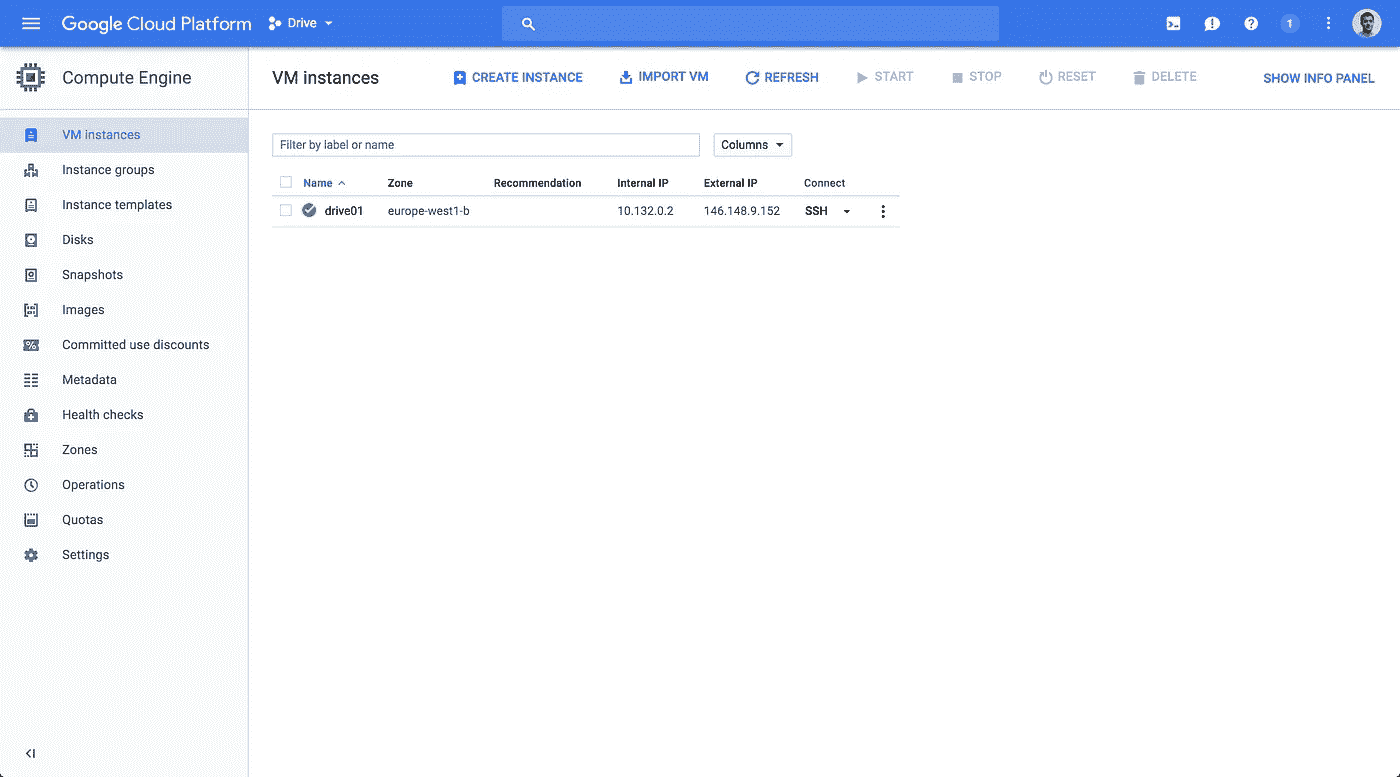 Google Cloud Platform Drive 1
Compute Engine
VM instances CREATE INSTANCE IMPORT VM REFRESH START STOP RESET DELETE SHOW INFO PANEL
VM instances
Instance groups
Instance templates
Disks
Snapshots
Images
Committed use discounts
Metadata
Health checks
Zones
Operations
Quotas
Settings
Filter by label or name Columns
Name Zone Recommendation Internal IP External IP Connect
drive01 europe-west1-b 10.132.0.2 146.148.9.152 SSH